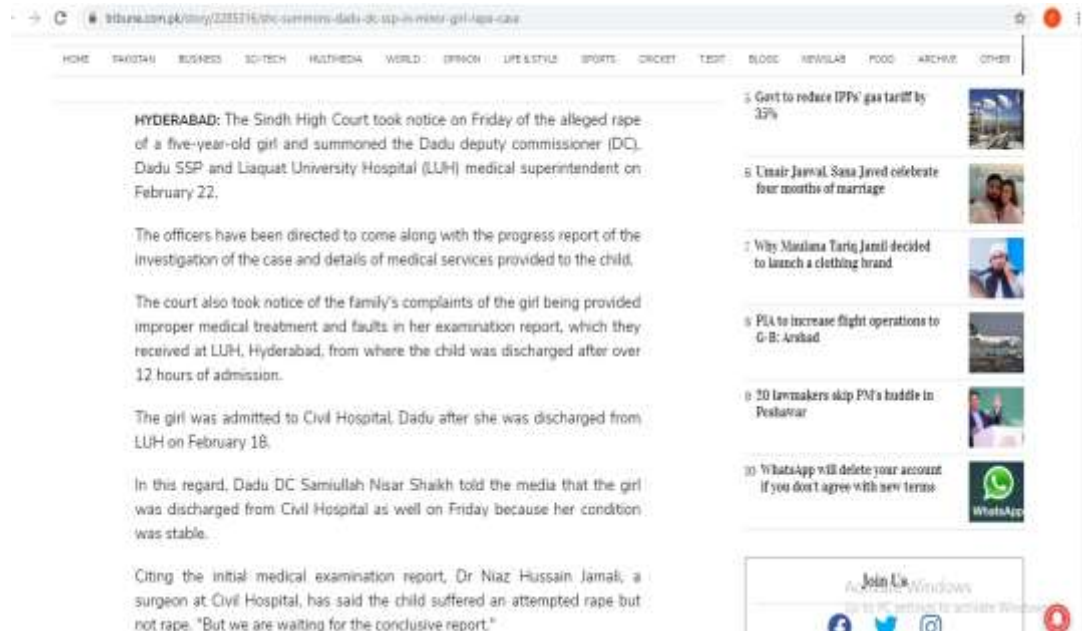 tribune.com.pk/story/2285316/shc-summons-dadu-dc-ssp-in-minor-girl-rape-case
HOME PAKISTAN BUSINESS SCI-TECH MULTIMEDIA WORLD OPINION LIFE & STYLE SPORTS CRICKET T.EDIT BLOGS NEWSLAB FOOD ARCHIVE OTHER
HYDERABAD: The Sindh High Court took notice on Friday of the alleged rape
of a five-year-old girl and summoned the Dadu deputy commissioner (DC),
Dadu SSP and Liaquat University Hospital (LUH) medical superintendent on
February 22.
The officers have been directed to come along with the progress report of the
investigation of the case and details of medical services provided to the child.
The court also took notice of the family's complaints of the girl being provided
improper medical treatment and faults in her examination report, which they
received at LUH, Hyderabad, from where the child was discharged after over
12 hours of admission.
The girl was admitted to Civil Hospital, Dadu after she was discharged from
LUH on February 18.
In this regard, Dadu DC Samiullah Nisar Shaikh told the media that the girl
was discharged from Civil Hospital as well on Friday because her condition
was stable.
Citing the initial medical examination report, Dr Niaz Hussain Jamali, a
surgeon at Civil Hospital, has said the child suffered an attempted rape but
not rape. "But we are waiting for the conclusive report."
5 Govt to reduce IPPs' gas tariff by
35%
6 Umair Jaswal, Sana Javed celebrate
four months of marriage
7 Why Maulana Tariq Jamil decided
to launch a clothing brand
8 PIA to increase flight operations to
G-B: Arshad
9 20 lawmakers skip PM's huddle in
Peshawar
10 WhatsApp will delete your account
if you don't agree with new terms
WhatsApp
Join Us
Activate Windows
Go to PC settings to activate Windows